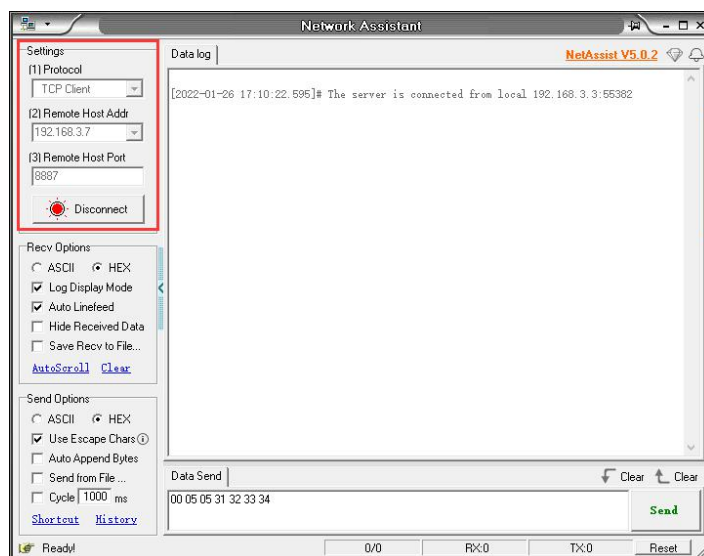 Network Assistant
Settings
(1) Protocol
TCP Client
(2) Remote Host Addr
192.168.3.7
(3) Remote Host Port
8887
Disconnect
Recv Options
ASCII HEX
Log Display Mode
Auto Linefeed
Hide Received Data
Save Recv to File...
AutoScroll Clear
Send Options
ASCII HEX
Use Escape Chars
Auto Append Bytes
Send from File ...
Cycle 1000 ms
Shortcut History
Data log NetAssist V5.0.2
[2022-01-26 17:10:22.595]# The server is connected from local 192.168.3.3:55382
Data Send Clear Clear
00 05 05 31 32 33 34
Send
Ready! 0/0 RX:0 TX:0 Reset